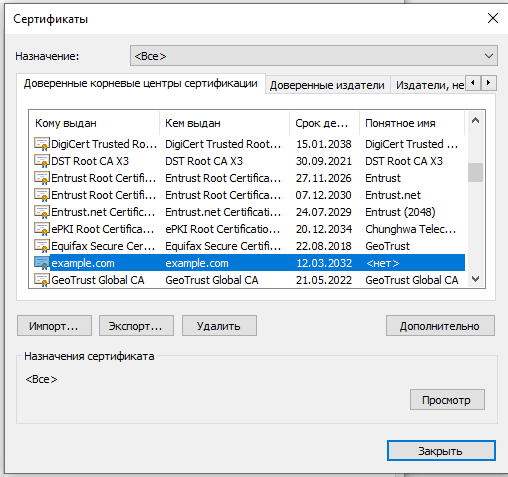 Сертификаты
Назначение: <Все>
Доверенные корневые центры сертификации Доверенные издатели Издатели, не
Кому выдан Кем выдан Срок де... Понятное имя
DigiCert Trusted Ro... DigiCert Trusted Root... 15.01.2038 DigiCert Trusted ...
DST Root CA X3 DST Root CA X3 30.09.2021 DST Root CA X3
Entrust Root Certific... Entrust Root Certifica... 27.11.2026 Entrust
Entrust Root Certific... Entrust Root Certifica... 07.12.2030 Entrust.net
Entrust.net Certific... Entrust.net Certificati... 24.07.2029 Entrust (2048)
ePKI Root Certifica... ePKI Root Certificatio... 20.12.2034 Chunghwa Telec...
Equifax Secure Cer... Equifax Secure Certifi... 22.08.2018 GeoTrust
example.com example.com 12.03.2032 <нет>
GeoTrust Global CA GeoTrust Global CA 21.05.2022 GeoTrust Global CA
Импорт... Экспорт... Удалить Дополнительно
Назначения сертификата
<Все>
Просмотр
Закрыть